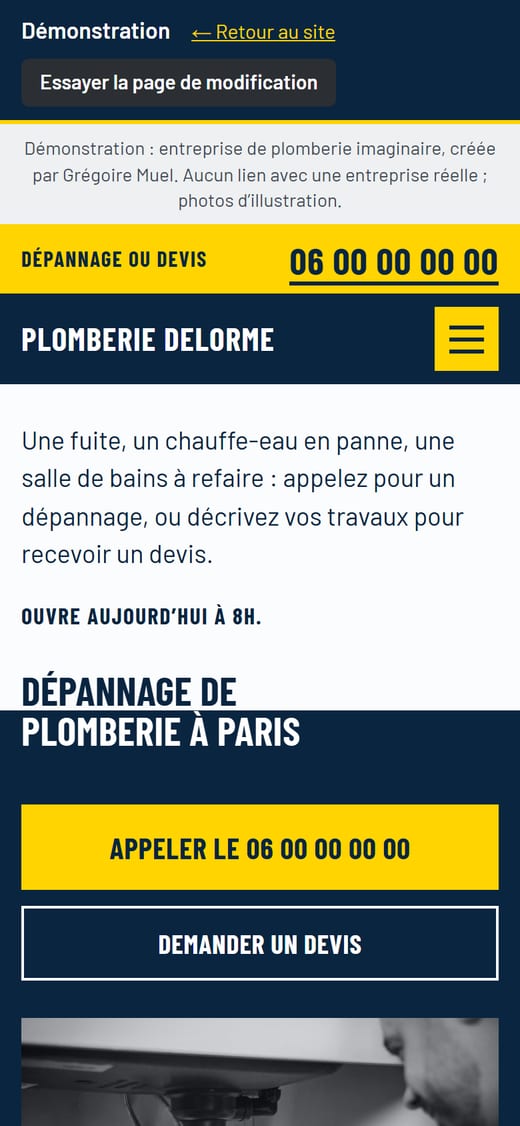 Démonstration
← Retour au site
Essayer la page de modification
Démonstration : entreprise de plomberie imaginaire, créée
par Grégoire Muel. Aucun lien avec une entreprise réelle ;
photos d’illustration.
DÉPANNAGE OU DEVIS
06 00 00 00 00
PLOMBERIE DELORME
Une fuite, un chauffe-eau en panne, une
salle de bains à refaire : appelez pour un
dépannage, ou décrivez vos travaux pour
recevoir un devis.
OUVRE AUJOURD’HUI À 8H.
DÉPANNAGE DE
PLOMBERIE À PARIS
APPELER LE 06 00 00 00 00
DEMANDER UN DEVIS